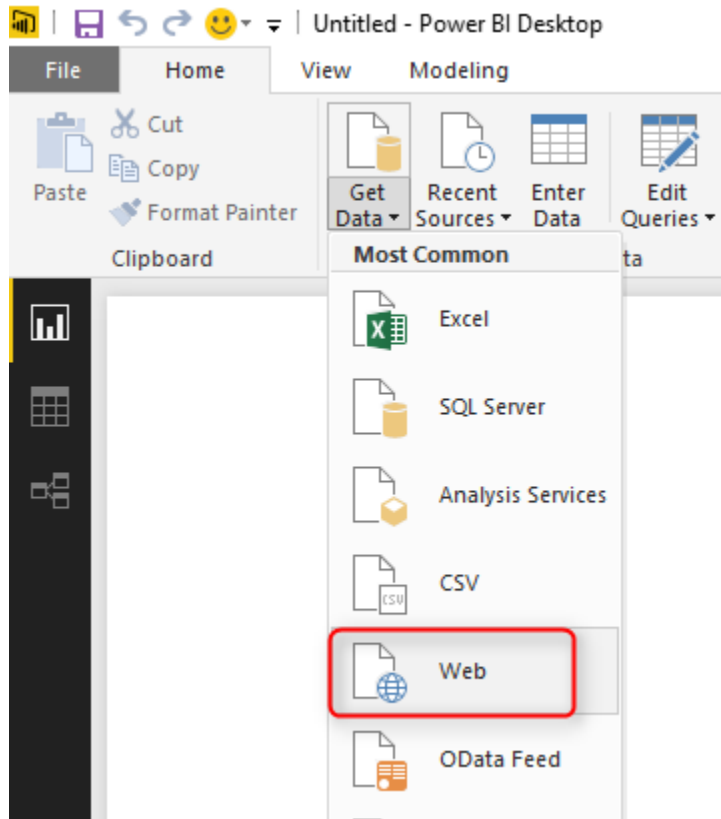 Untitled - Power BI Desktop
File Home View Modeling
Cut
Copy
Format Painter
Paste
Get Data
Recent Sources
Enter Data
Edit Queries
Clipboard
ta
Most Common
Excel
SQL Server
Analysis Services
CSV
CSV
Web
OData Feed